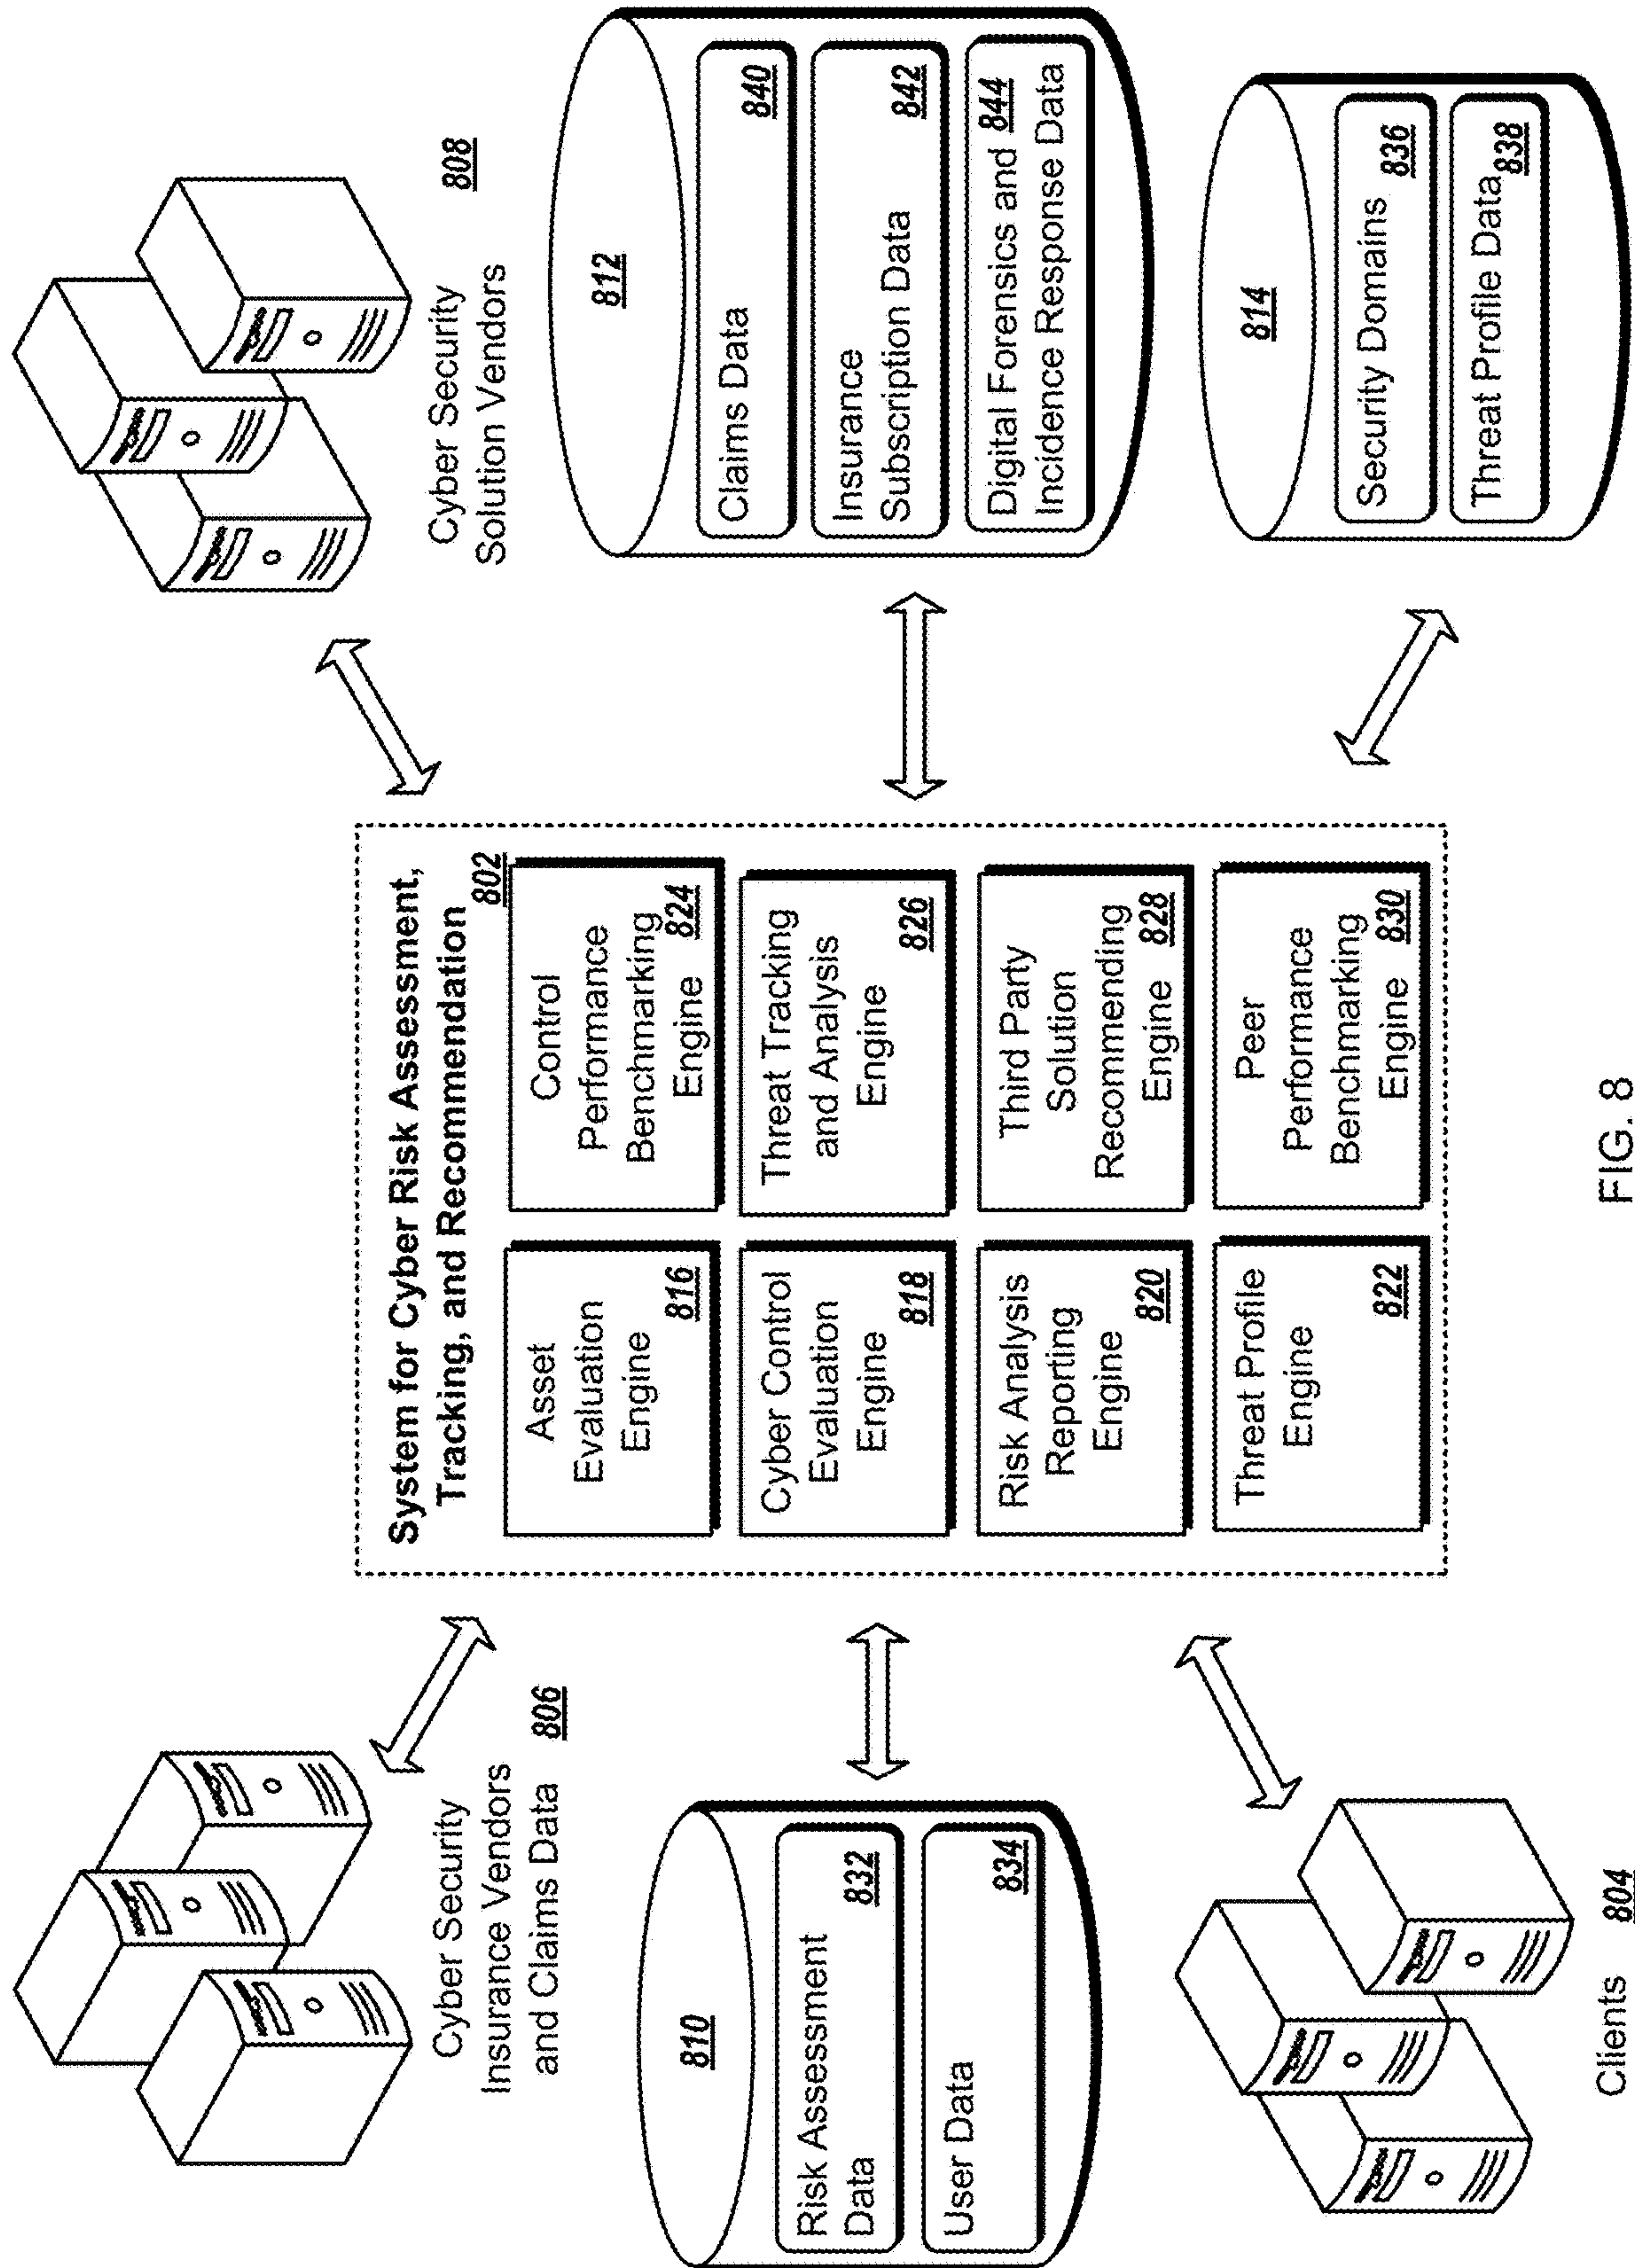 Cyber Security
Insurance Vendors
and Claims Data 806
Cyber Security 808
Solution Vendors
System for Cyber Risk Assessment,
Tracking, and Recommendation
802
Asset
Evaluation
Engine 816
Control
Performance
Benchmarking
Engine 824
Cyber Control
Evaluation
Engine 818
Threat Tracking
and Analysis
Engine 826
Risk Analysis
Reporting
Engine 820
Third Party
Solution
Recommending
Engine 828
Threat Profile
Engine
822
Peer
Performance
Benchmarking
Engine 830
810
Risk Assessment
Data 832
User Data 834
812
Claims Data
840
Insurance
Subscription Data 842
Digital Forensics and 844
Incidence Response Data
814
Security Domains
836
Threat Profile Data 838
Clients 804
FIG. 8